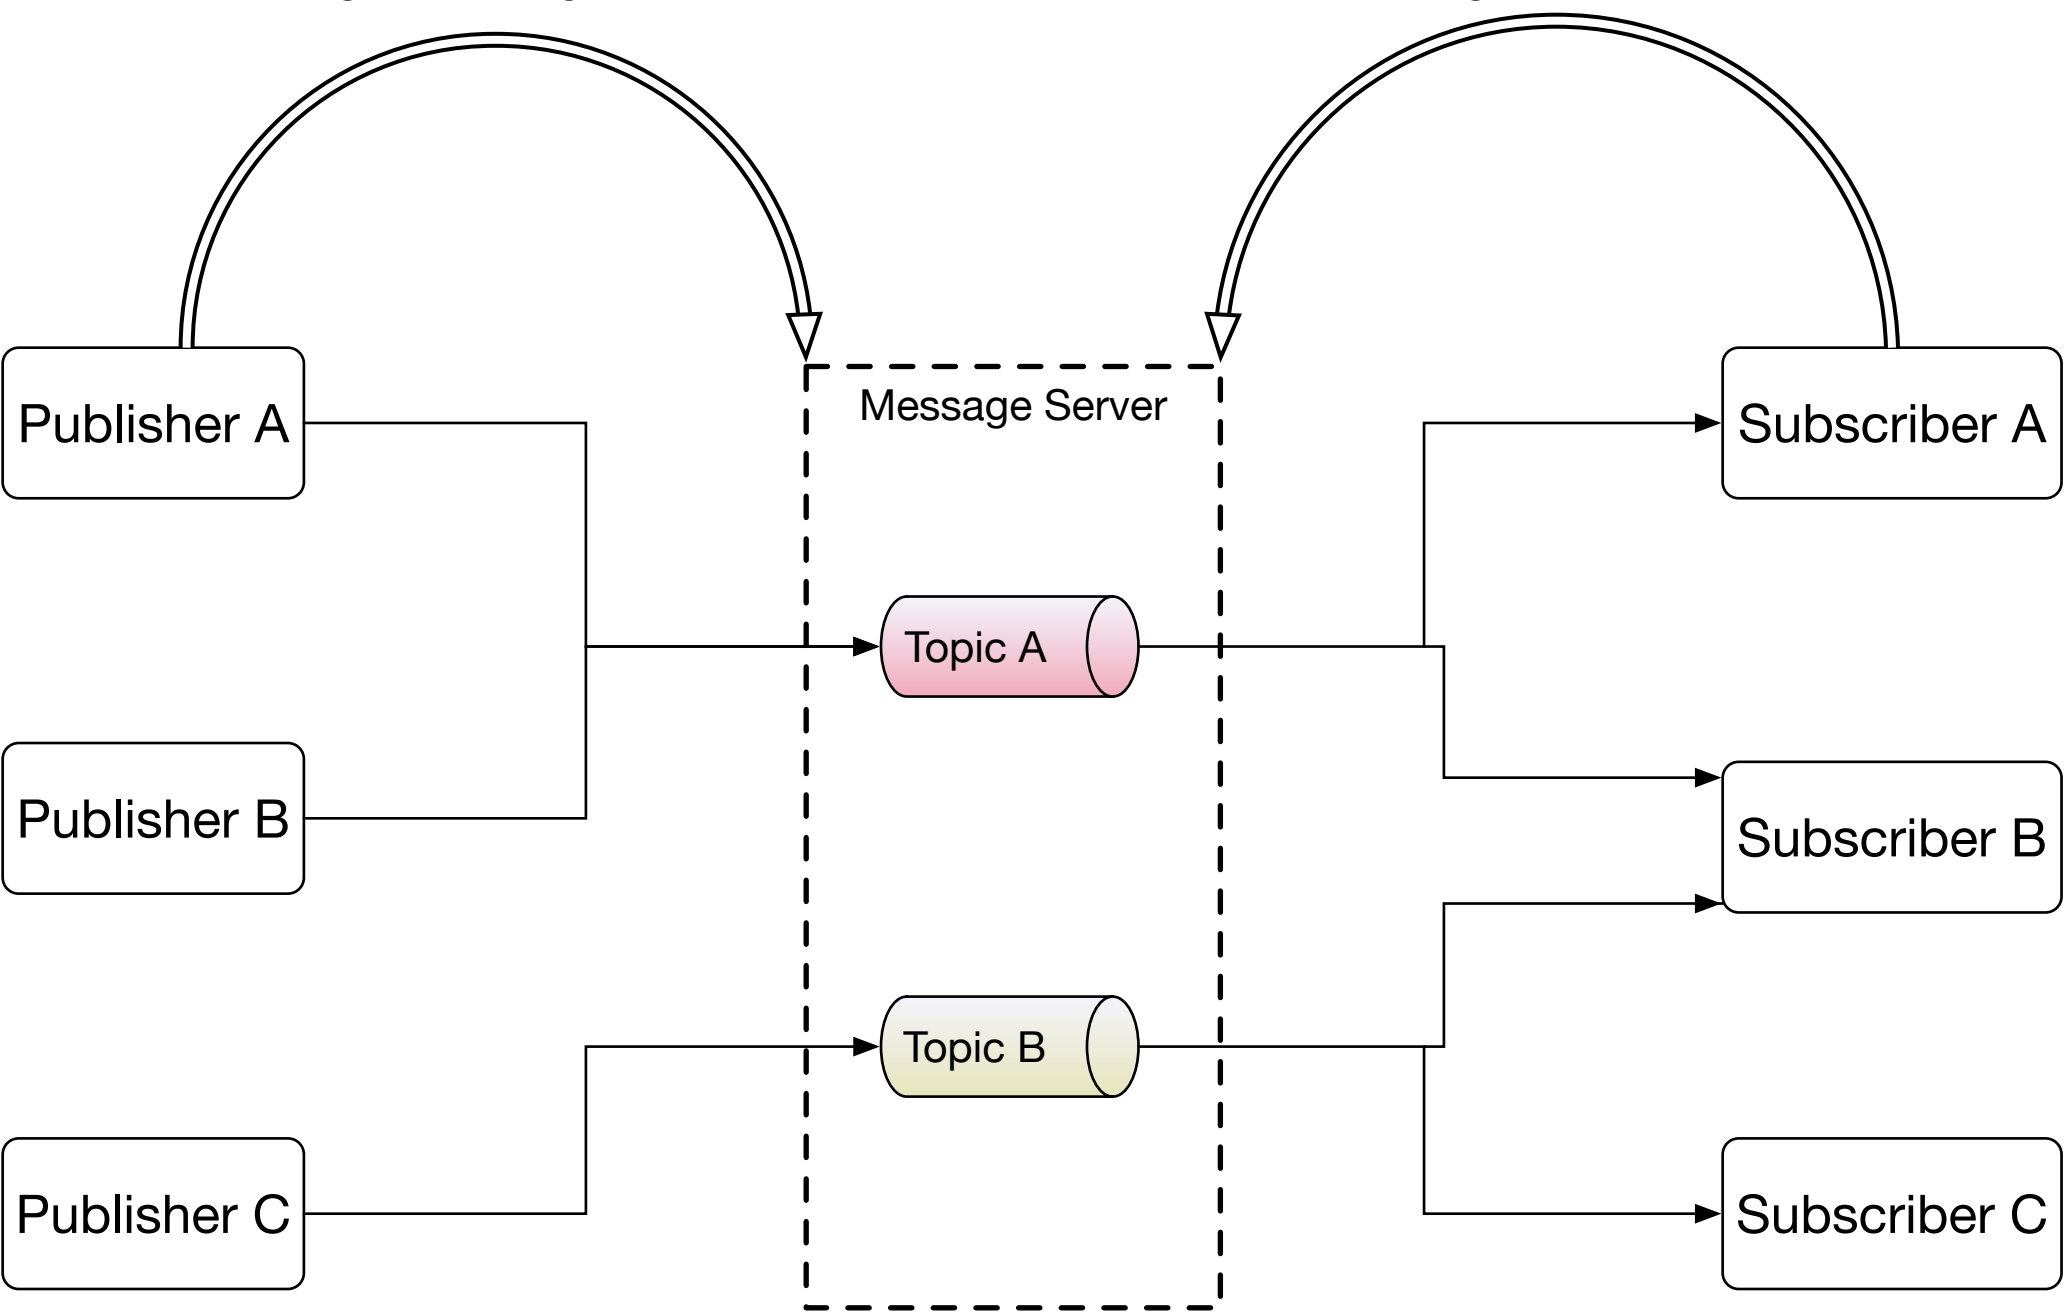 Message Server
Publisher A
Subscriber A
Topic A
Publisher B
Subscriber B
Topic B
Publisher C
Subscriber C